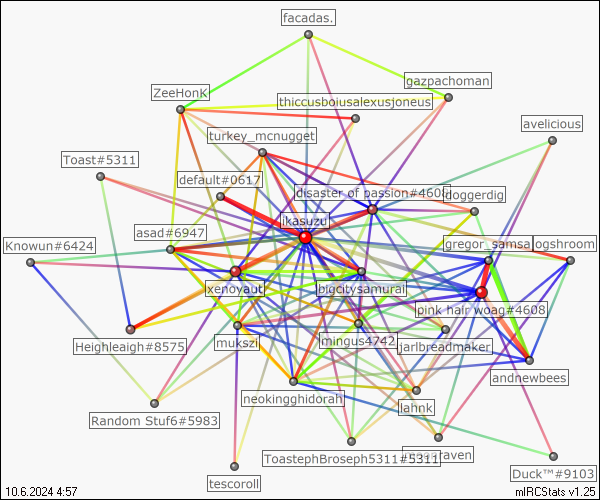 facadas.
gazpachoman
ZeeHonK
thiccusboiusalexusjoneus
avelicious
turkey_mcnugget
Toast#5311
default#0617
disaster of passion#460
doggerdig
ikasuzu
asad#6947
Knowun#6424
gregor_samsa
ogshroom
xenoyaut
bigcitysamurai
pink hair woag#4608
mukszi
mingus4742
Heighleaigh#8575
jarlbreadmaker
andnewbees
neokingghidorah
lahnk
Random Stuf6#5983
ToastephBroseph5311#5311
raven
tescoroll
Duck™#9103
10.6.2024 4:57
mIRCStats v1.25